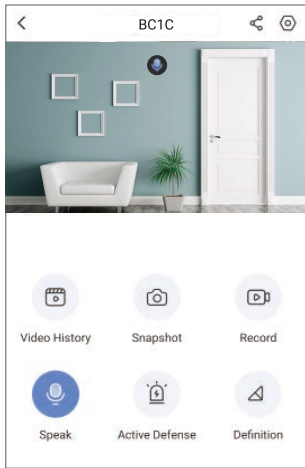 BC1C
Video History Snapshot Record
Speak Active Defense Definition